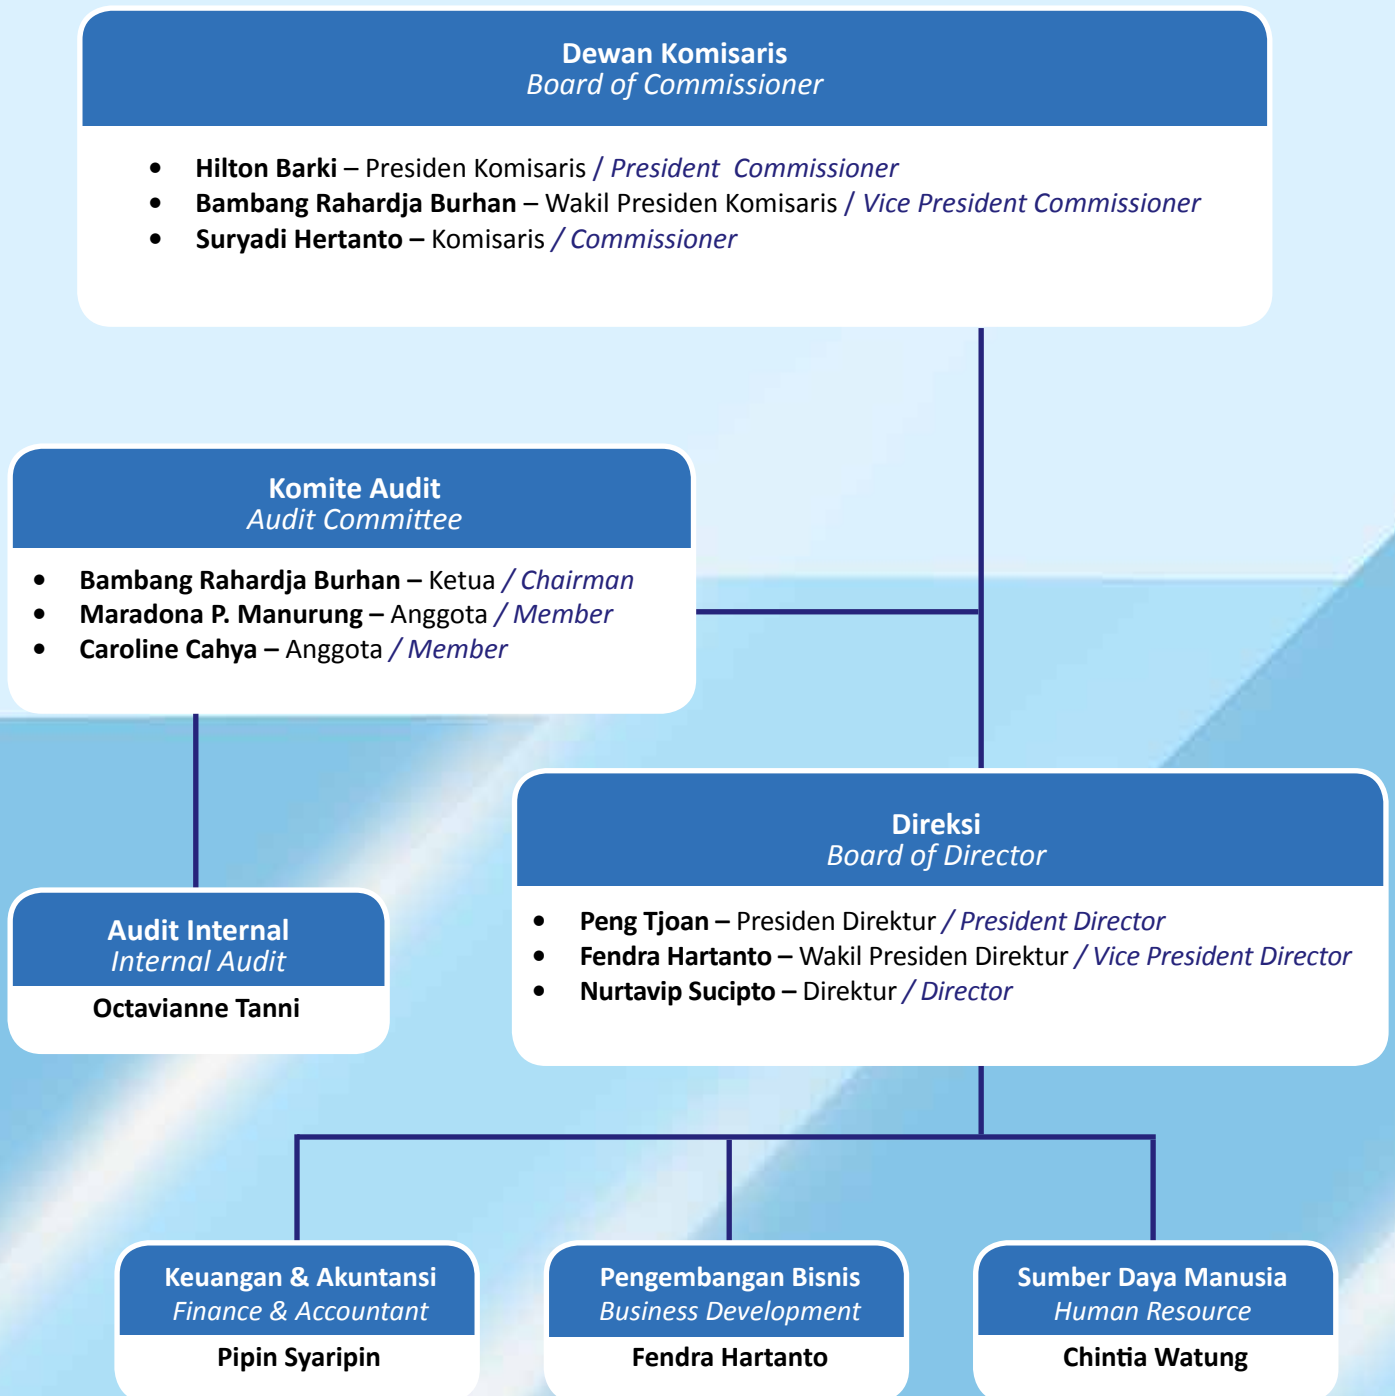 Dewan Komisaris
Board of Commissioner
• Hilton Barki – Presiden Komisaris / President Commissioner
• Bambang Rahardja Burhan – Wakil Presiden Komisaris / Vice President Commissioner
• Suryadi Hertanto – Komisaris / Commissioner
Komite Audit
Audit Committee
• Bambang Rahardja Burhan – Ketua / Chairman
• Maradona P. Manurung – Anggota / Member
• Caroline Cahya – Anggota / Member
Direksi
Board of Director
• Peng Tjoan – Presiden Direktur / President Director
• Fendra Hartanto – Wakil Presiden Direktur / Vice President Director
• Nurtavip Sucipto – Direktur / Director
Audit Internal
Internal Audit
Octavianne Tanni
Keuangan & Akuntansi
Finance & Accountant
Pipin Syaripin
Pengembangan Bisnis
Business Development
Fendra Hartanto
Sumber Daya Manusia
Human Resource
Chintia Watung